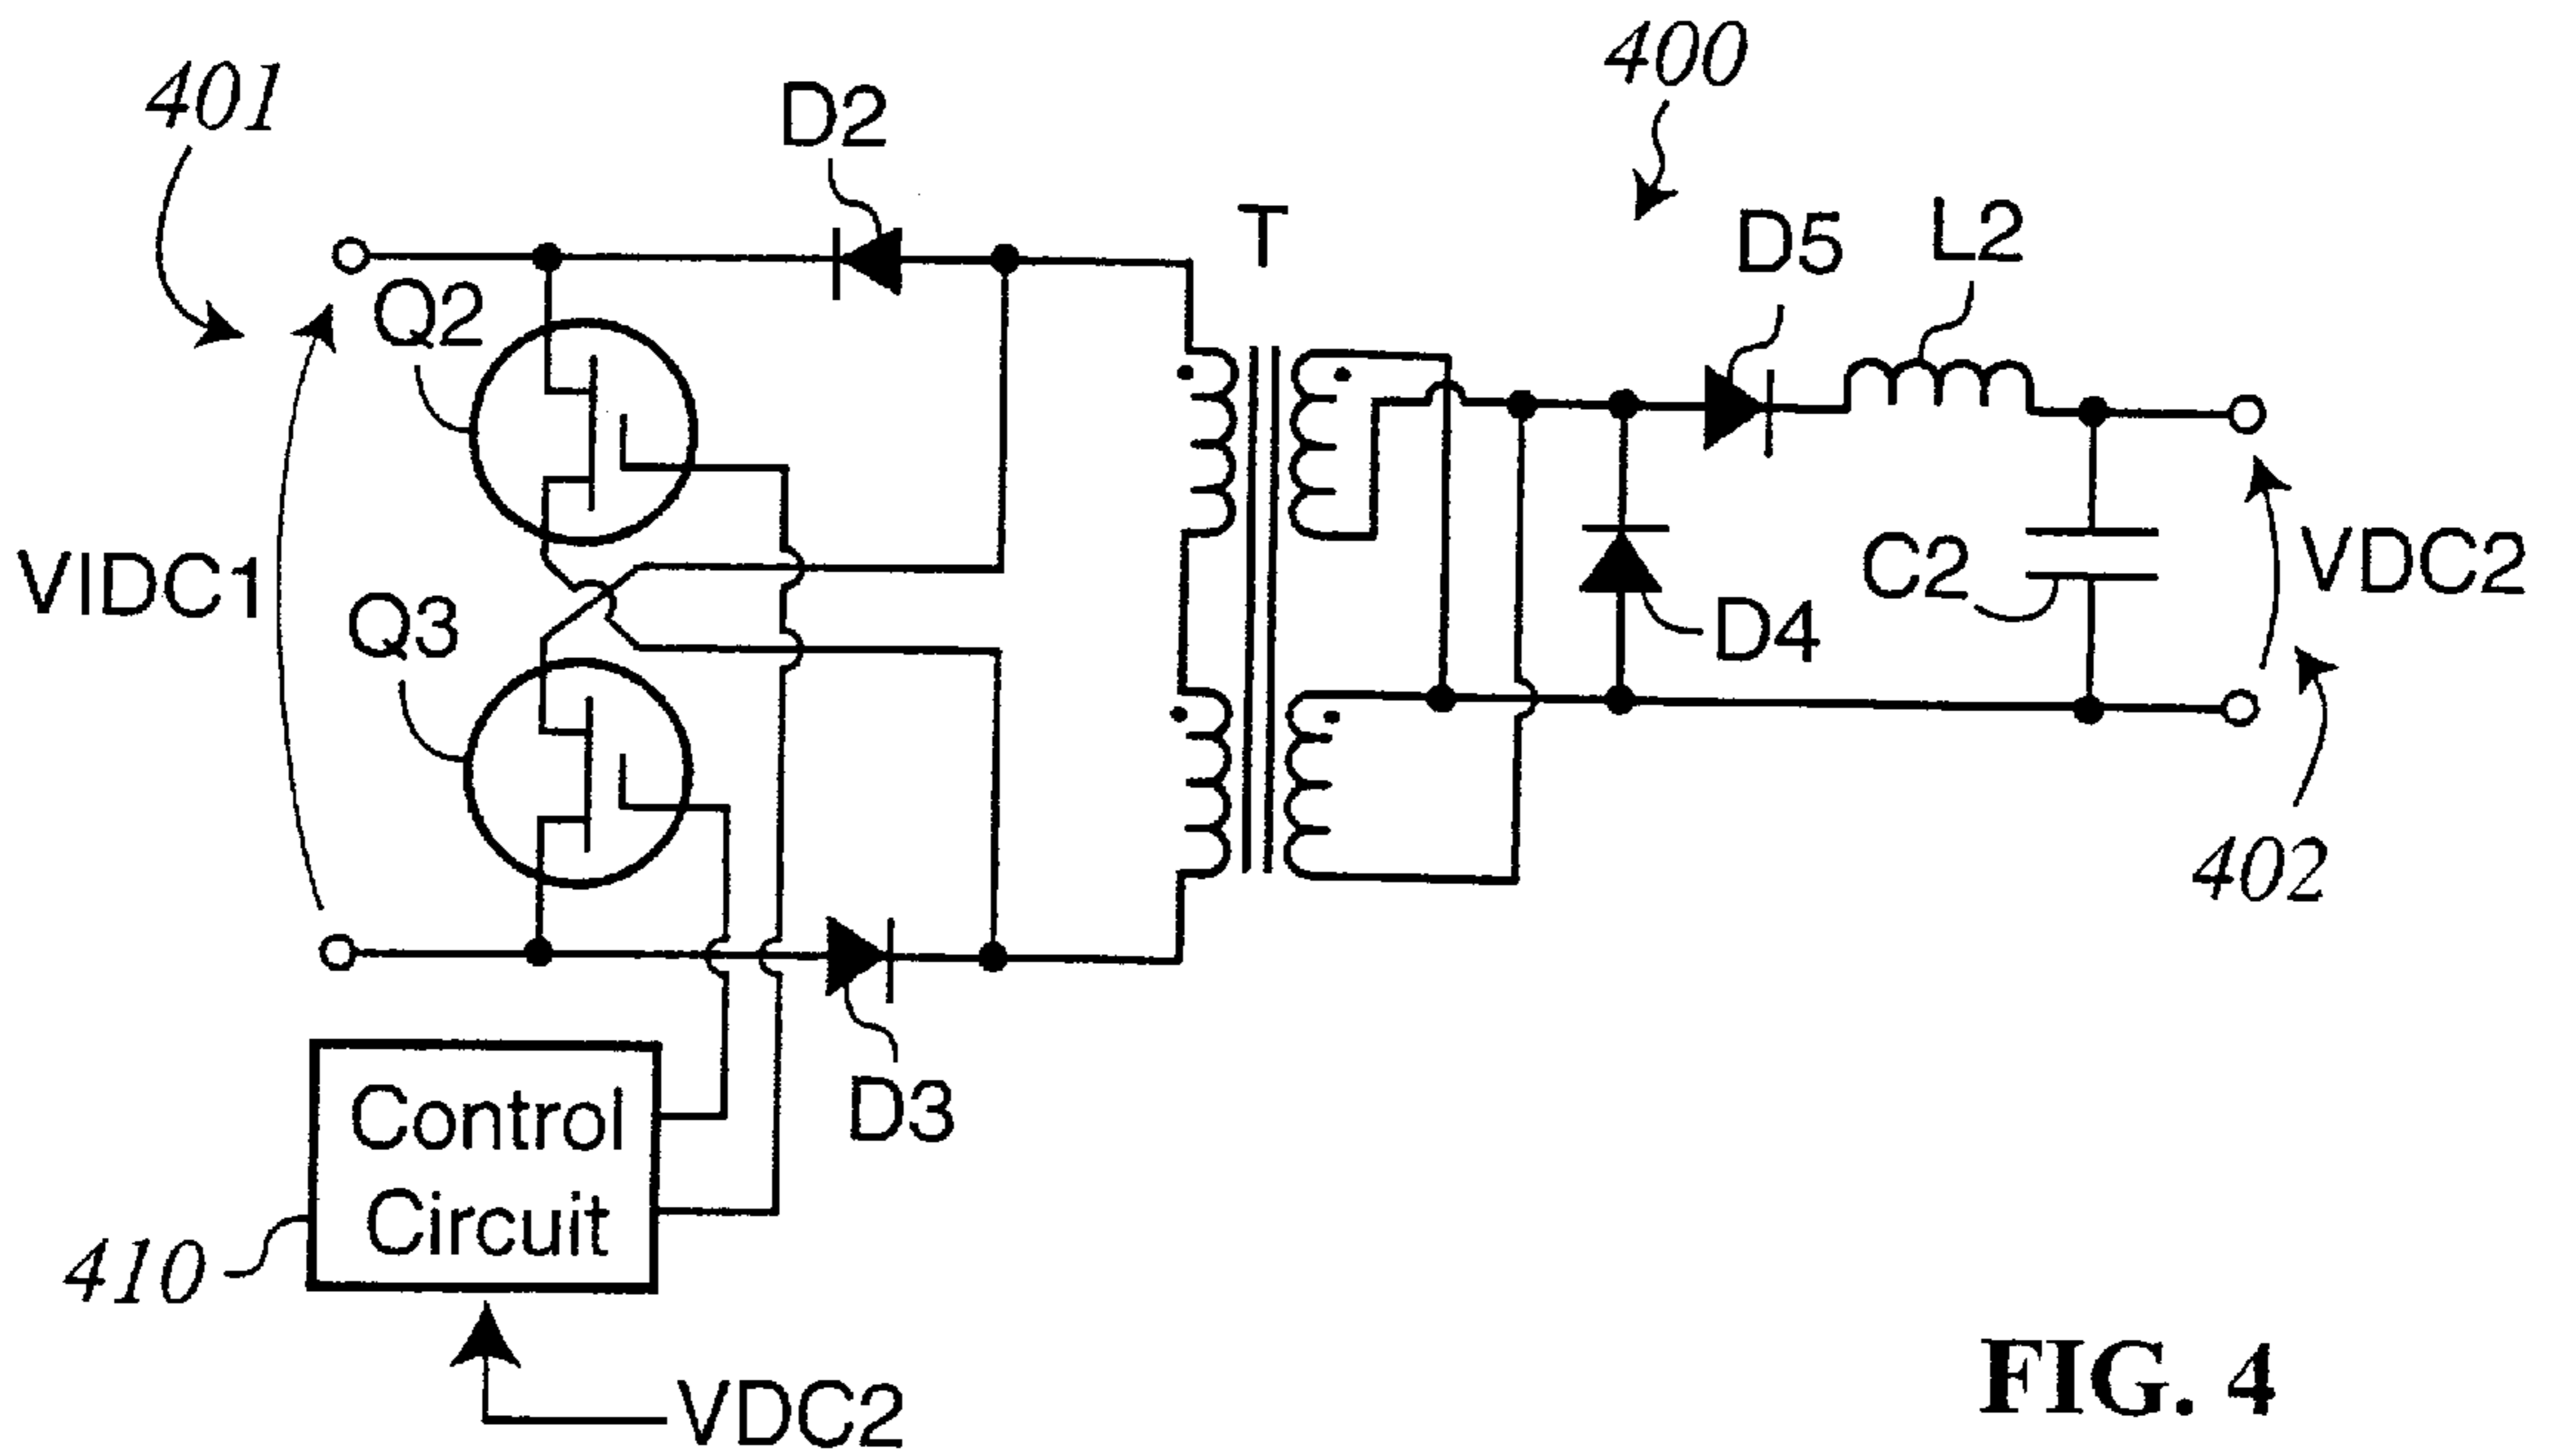 401
400
D2
T
D5
L2
Q2
VIDC1
Q3
C2
VDC2
D4
402
D3
Control
Circuit
410
VDC2
FIG. 4